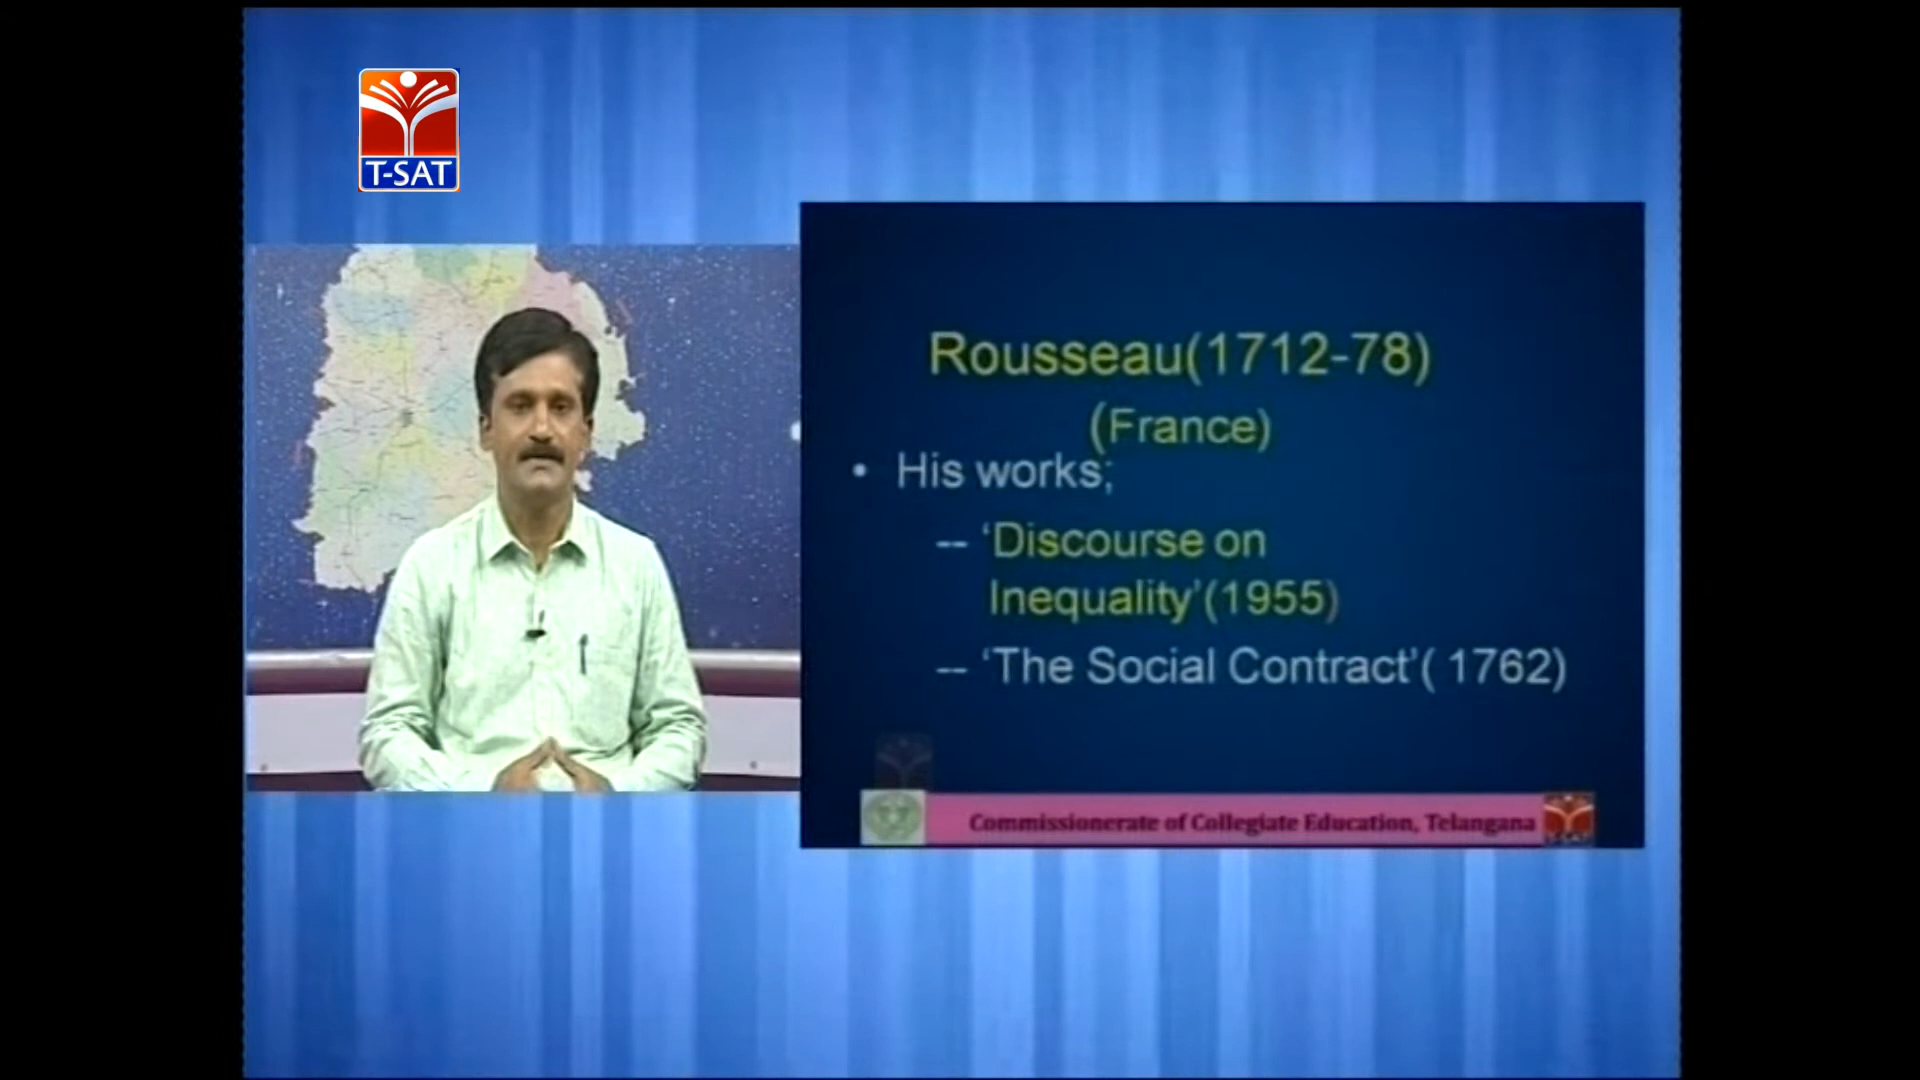 T-SAT
Rousseau(1712-78)
(France)
• His works;
-- ‘Discourse on
Inequality’(1955)
-- ‘The Social Contract’( 1762)
Commissionerate of Collegiate Education, Telangana